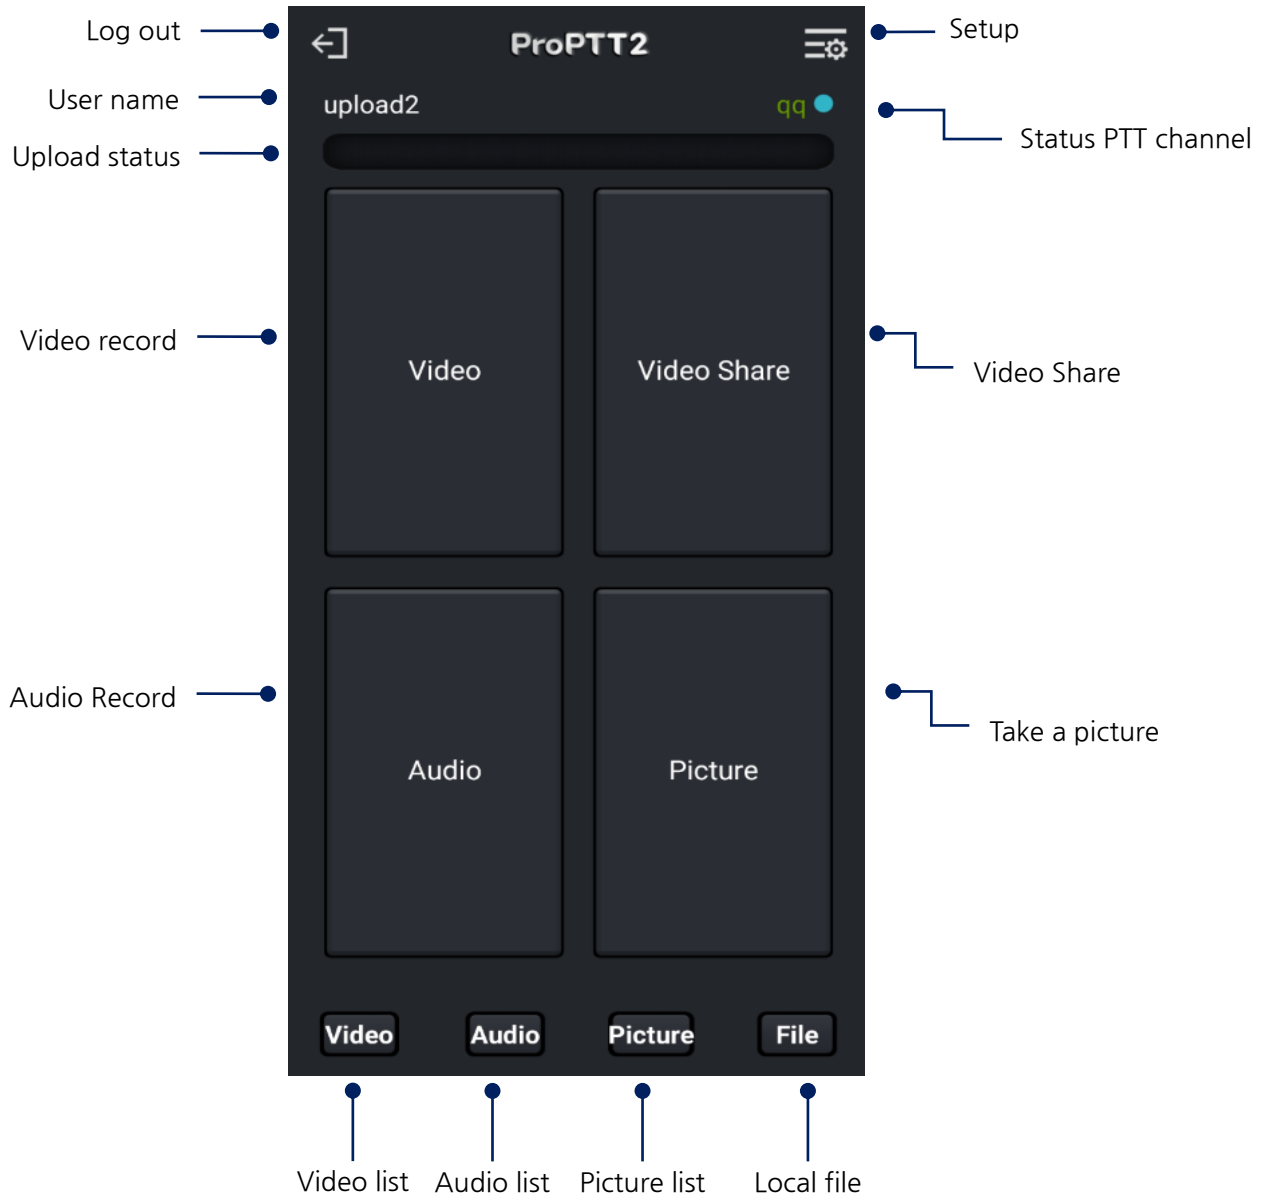 Log out
ProPTT2
Setup
User name
upload2
qq
Status PTT channel
Upload status
Video record
Video
Video Share
Video Share
Audio Record
Audio
Picture
Take a picture
Video
Audio
Picture
File
Video list
Audio list
Picture list
Local file